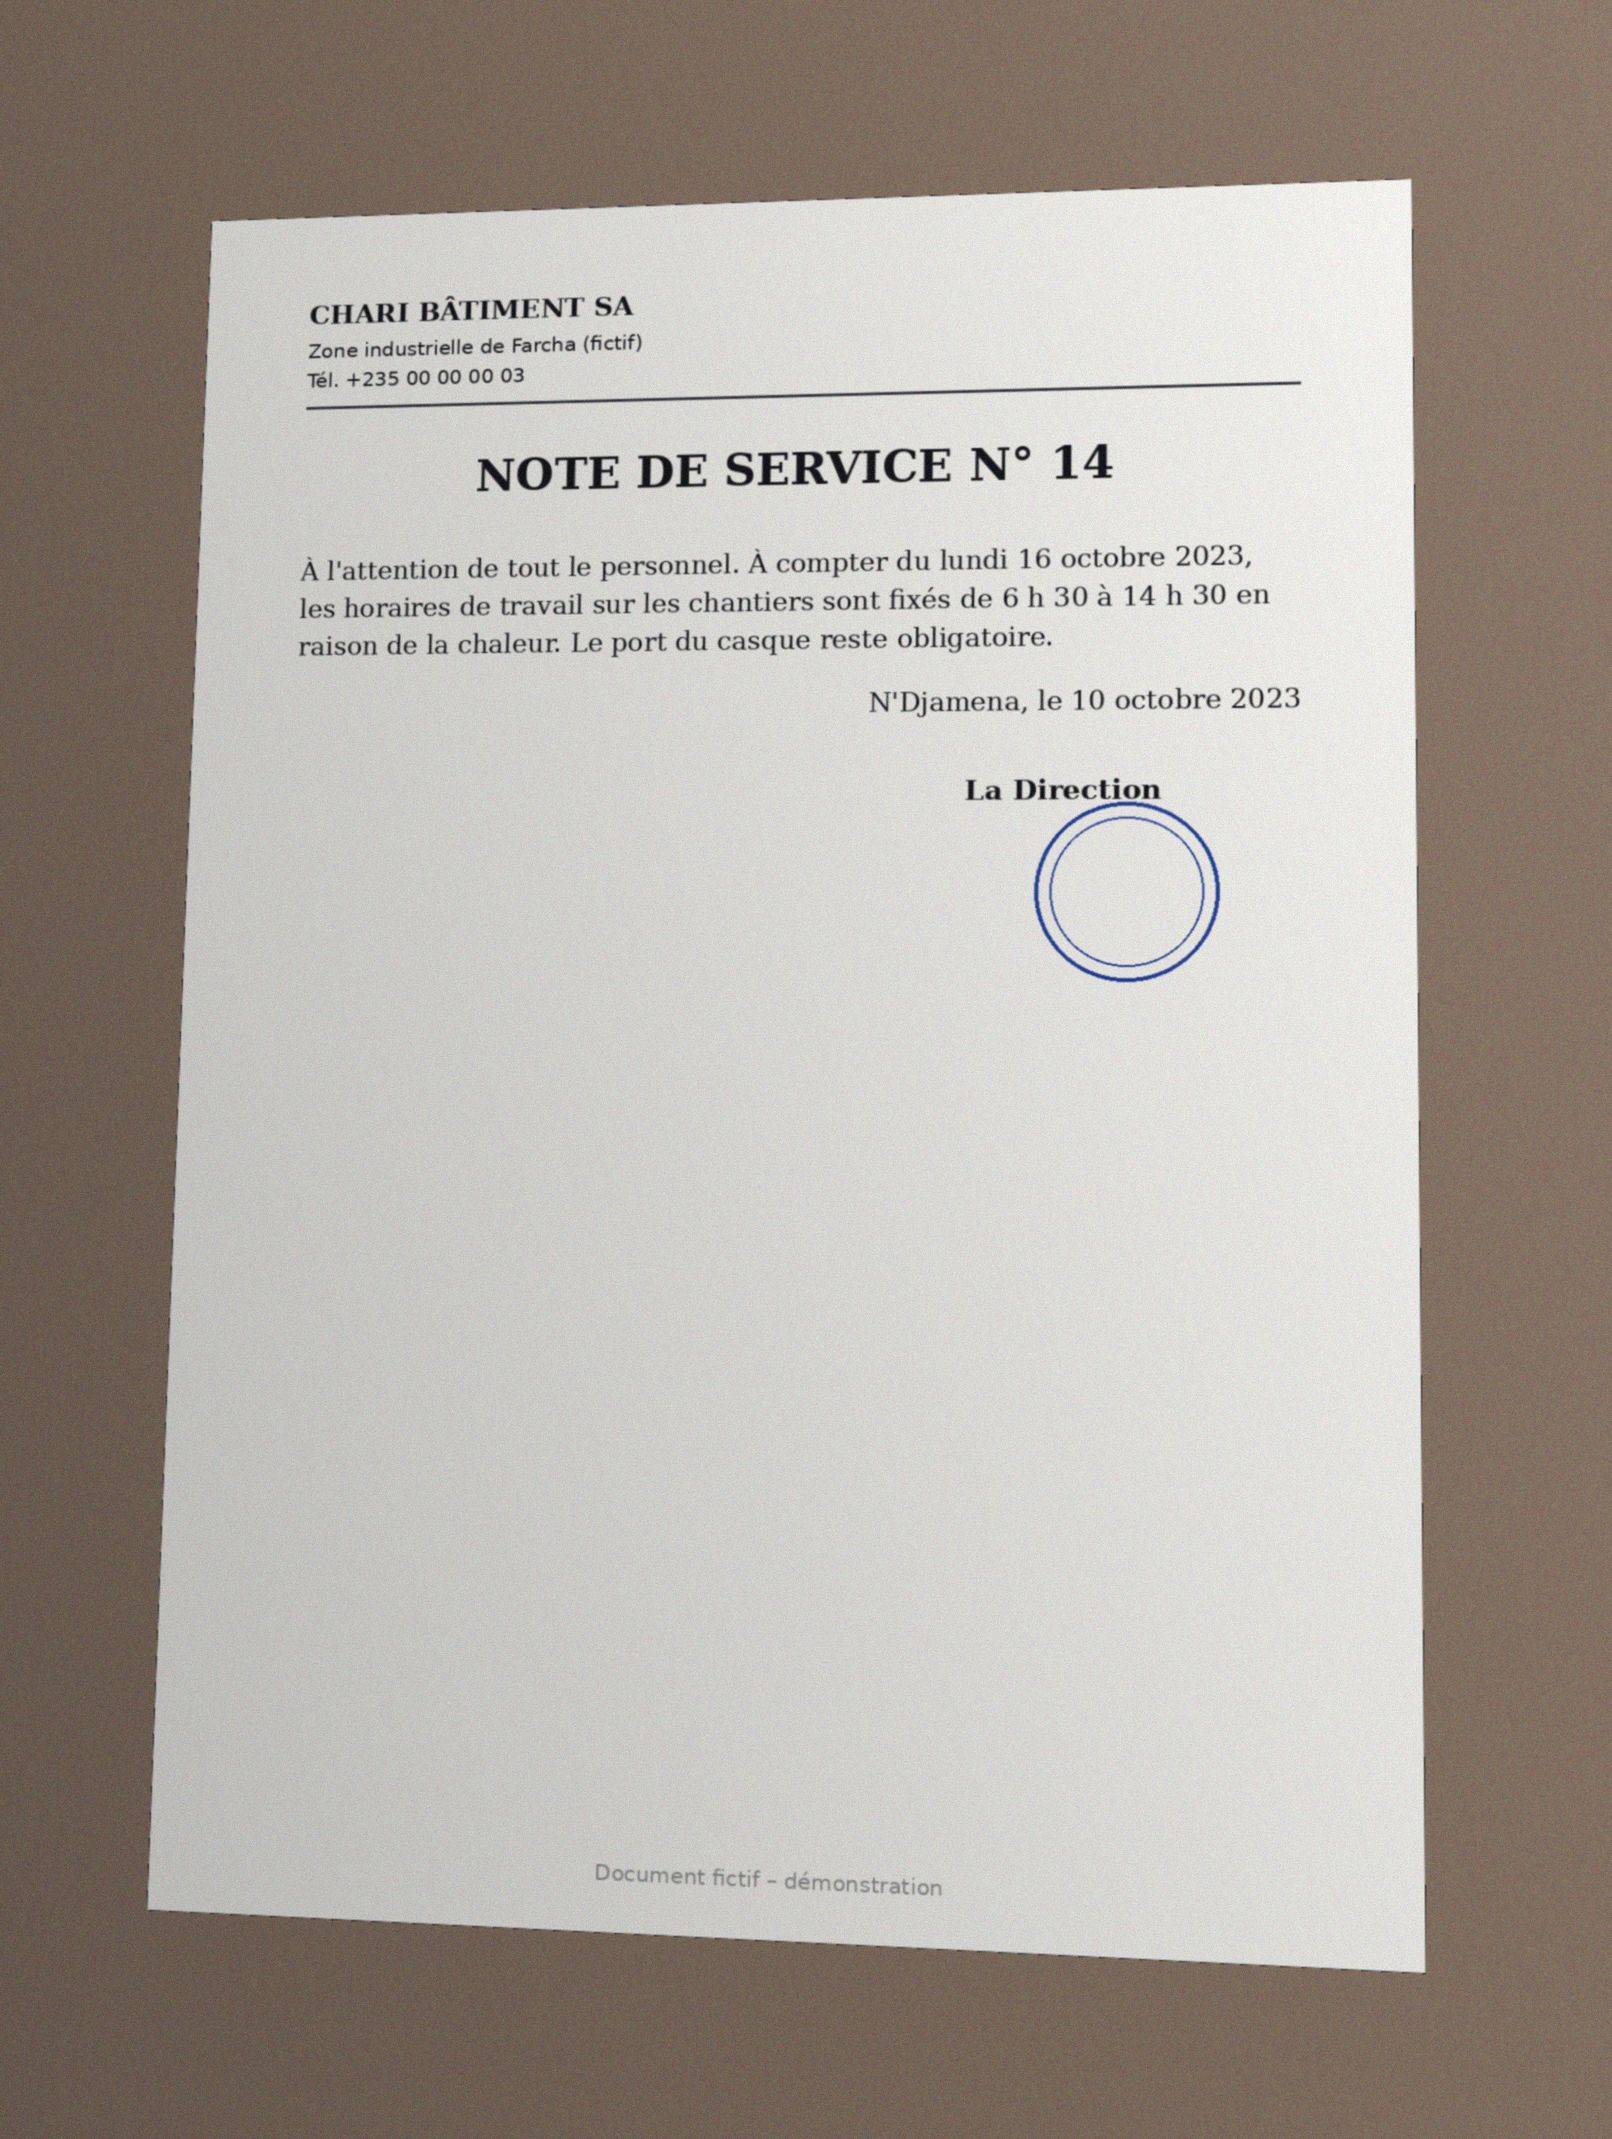 CHARI BÂTIMENT SA
Zone industrielle de Farcha (fictif)
Tél. +235 00 00 00 03
NOTE DE SERVICE N° 14
À l'attention de tout le personnel. À compter du lundi 16 octobre 2023,
les horaires de travail sur les chantiers sont fixés de 6 h 30 à 14 h 30 en
raison de la chaleur. Le port du casque reste obligatoire.
N'Djamena, le 10 octobre 2023
La Direction
Document fictif – démonstration